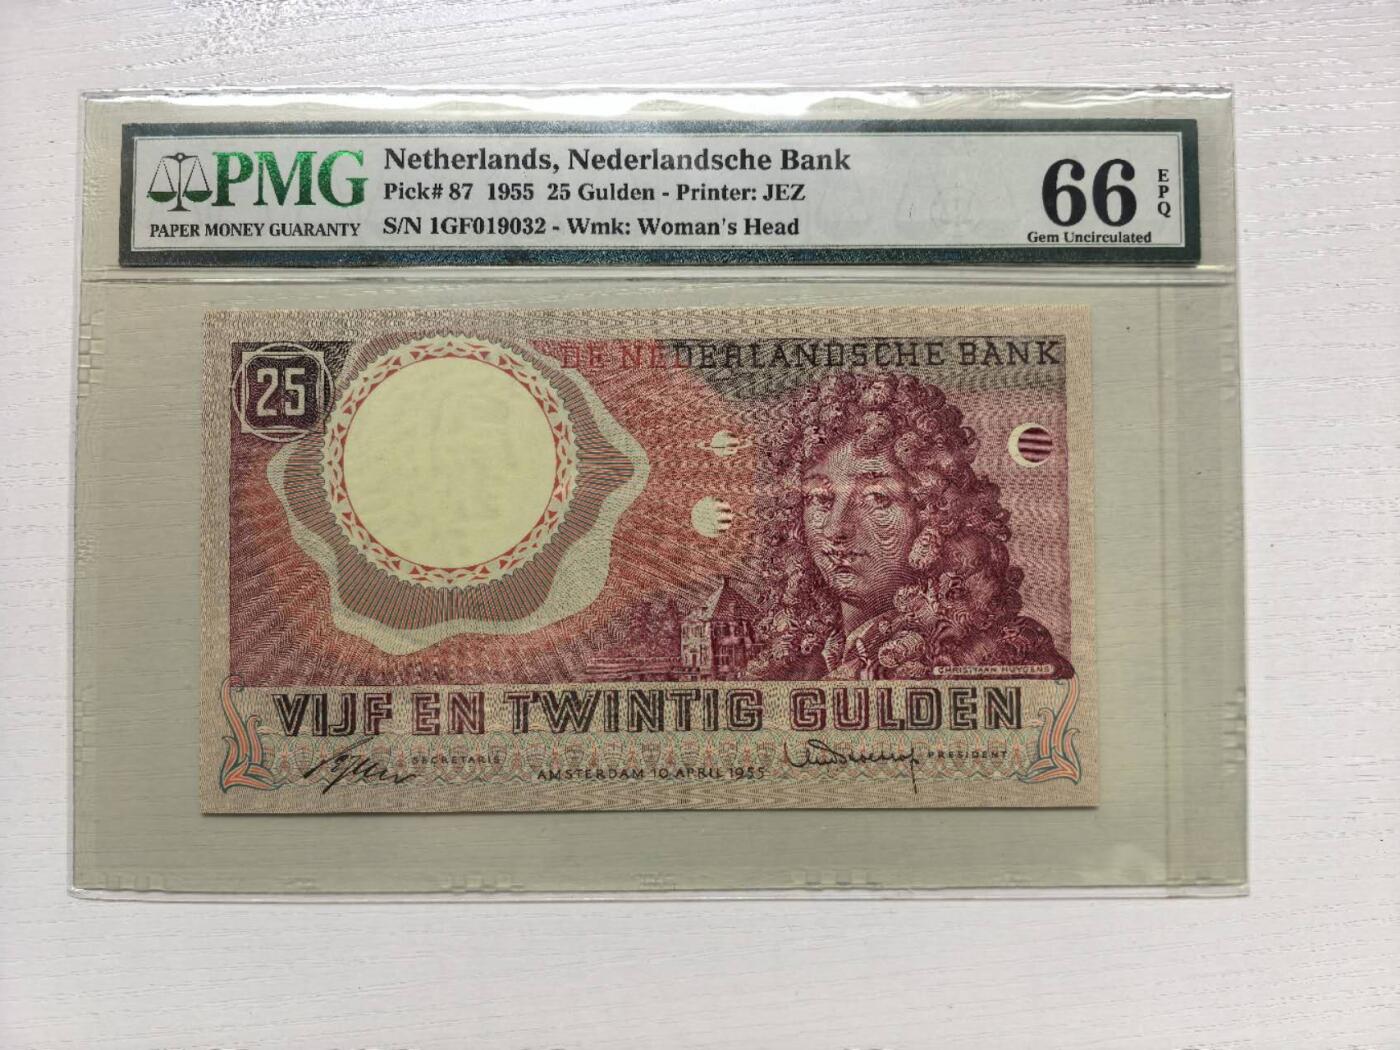 PMG
PAPER MONEY GUARANTY
Netherlands, Nederlandsche Bank
Pick# 87 1955 25 Gulden - Printer: JEZ
S/N 1GF019032 - Wmk: Woman's Head
66
EPQ
Gem Uncirculated
25
DE NEDERLANDSCHE BANK
CHRISTIAAN HUYGENS
VIJF EN TWINTIG GULDEN
SECRETARIS
AMSTERDAM 10 APRIL 1955
PRESIDENT